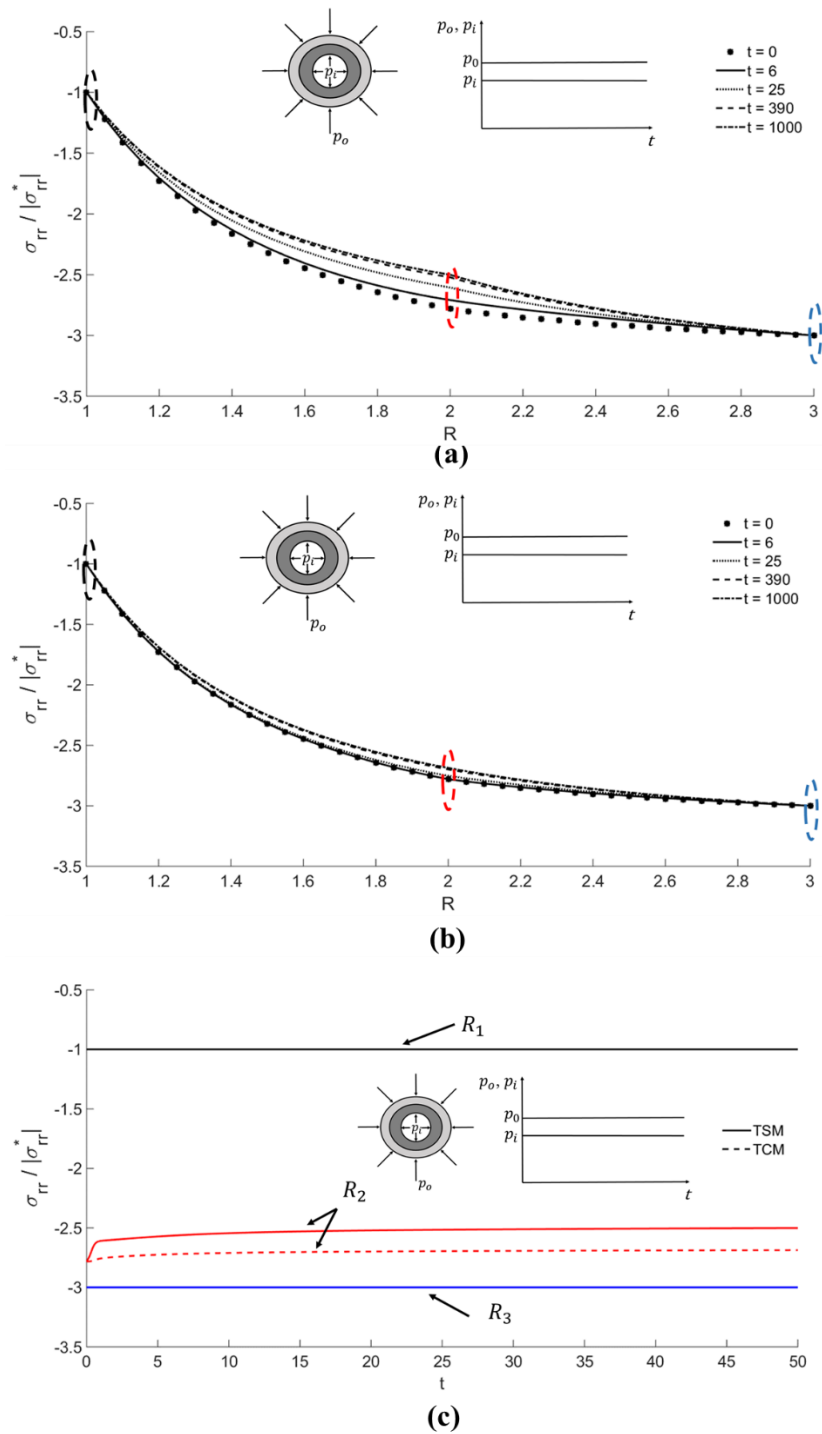 -0.5
-1
-1.5
-2
-2.5
-3
-3.5
σrr / |σ*rr|
1 1.2 1.4 1.6 1.8 2 2.2 2.4 2.6 2.8 3
R
pi
po
po, pi
p0
pi
t
t = 0
t = 6
t = 25
t = 390
t = 1000
(a)
-0.5
-1
-1.5
-2
-2.5
-3
-3.5
σrr / |σ*rr|
1 1.2 1.4 1.6 1.8 2 2.2 2.4 2.6 2.8 3
R
pi
po
po, pi
p0
pi
t
t = 0
t = 6
t = 25
t = 390
t = 1000
(b)
-0.5
-1
-1.5
-2
-2.5
-3
-3.5
σrr / |σ*rr|
0 5 10 15 20 25 30 35 40 45 50
t
R1
R2
R3
pi
po
po, pi
p0
pi
t
TSM
TCM
(c)